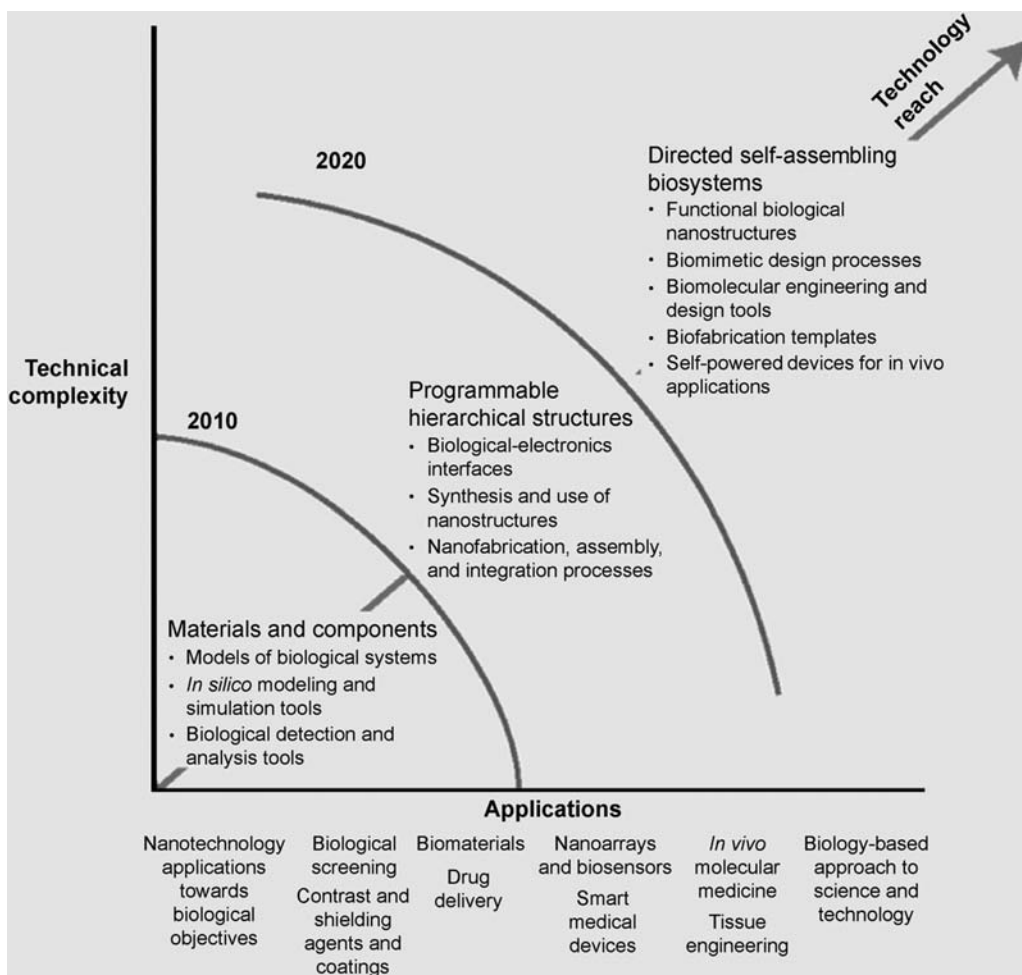 Technology
reach
2020
Directed self-assembling
biosystems
• Functional biological
nanostructures
• Biomimetic design processes
• Biomolecular engineering and
design tools
• Biofabrication templates
• Self-powered devices for in vivo
applications
Technical
complexity
2010
Programmable
hierarchical structures
• Biological-electronics
interfaces
• Synthesis and use of
nanostructures
• Nanofabrication, assembly,
and integration processes
Materials and components
• Models of biological systems
• In silico modeling and
simulation tools
• Biological detection and
analysis tools
Applications
Nanotechnology
applications
towards
biological
objectives
Biological
screening
Contrast and
shielding
agents and
coatings
Biomaterials
Drug
delivery
Nanoarrays
and biosensors
Smart
medical
devices
In vivo
molecular
medicine
Tissue
engineering
Biology-based
approach to
science and
technology